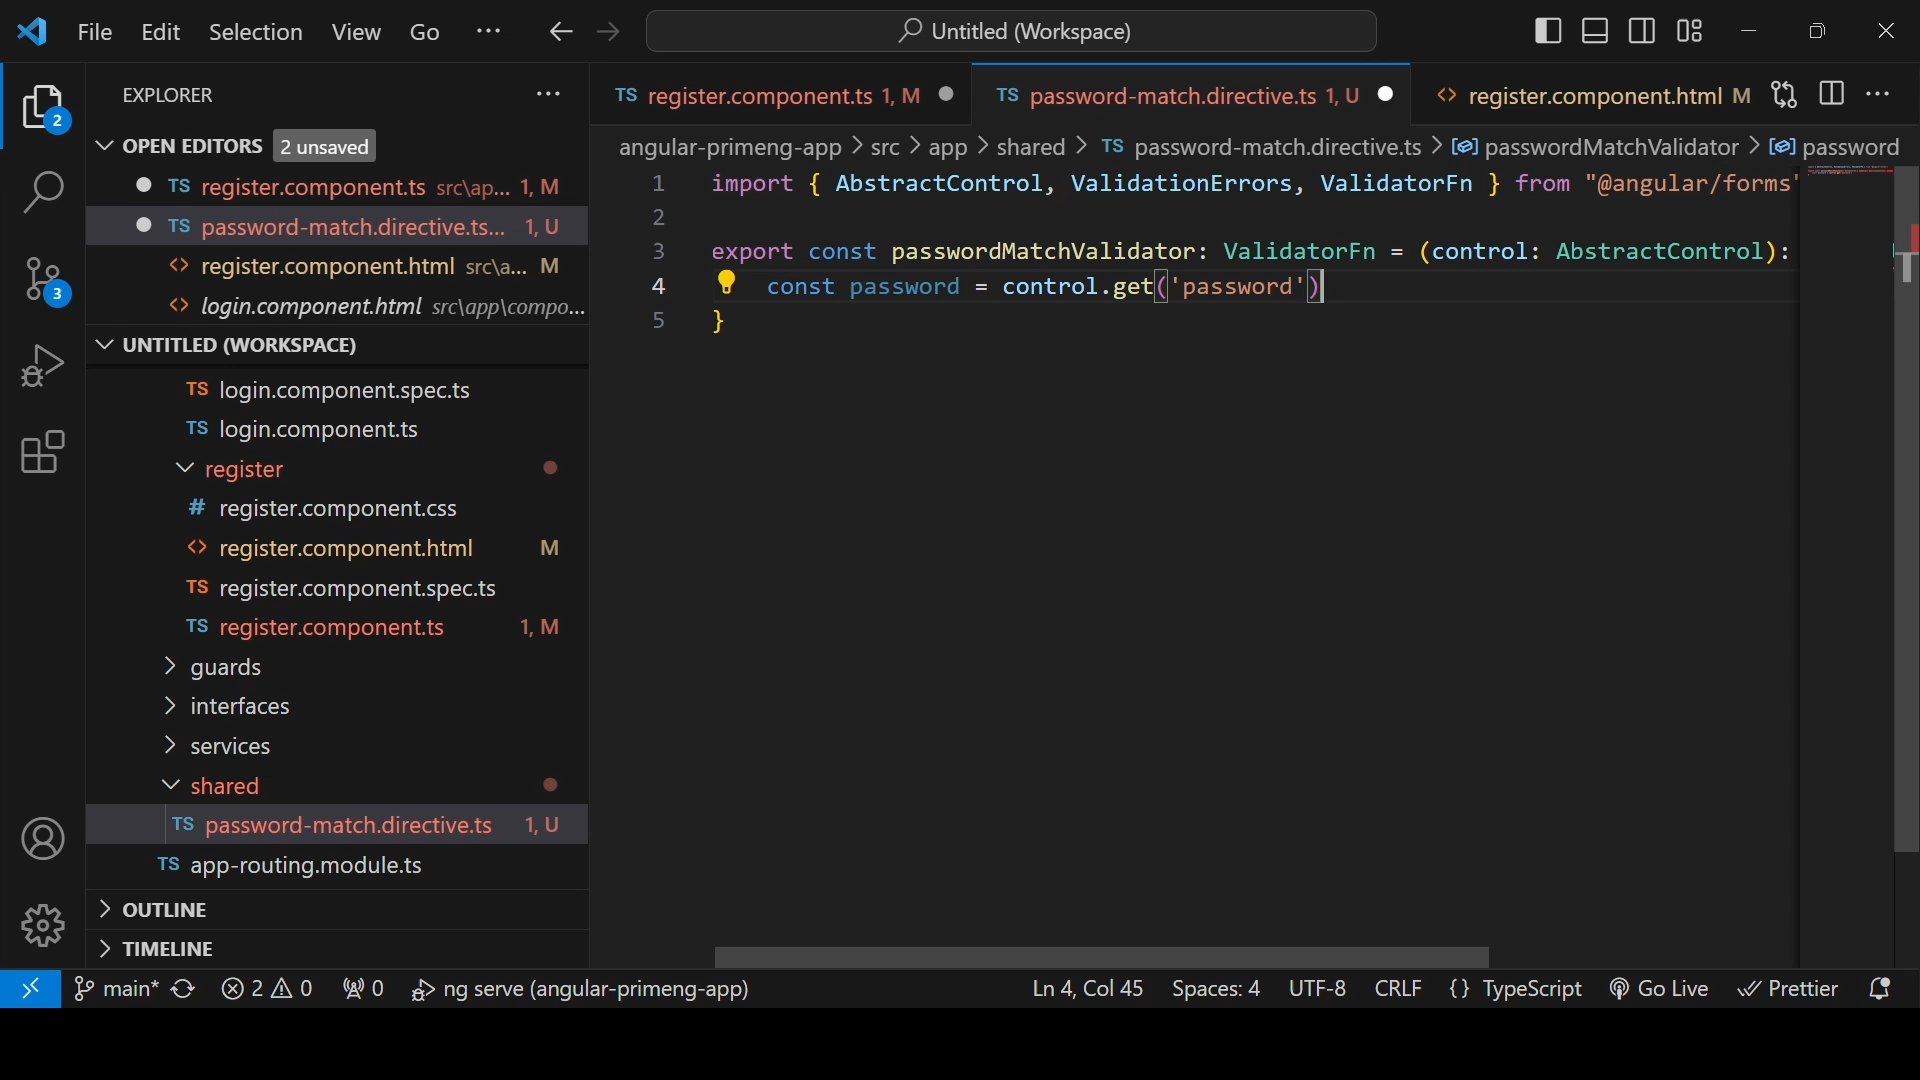 File Edit Selection View Go ··· Untitled (Workspace)
EXPLORER ···
OPEN EDITORS 2 unsaved
TS register.component.ts src\ap... 1, M
TS password-match.directive.ts... 1, U
<> register.component.html src\a... M
<> login.component.html src\app\compo...
UNTITLED (WORKSPACE)
TS login.component.spec.ts
TS login.component.ts
register
# register.component.css
<> register.component.html M
TS register.component.spec.ts
TS register.component.ts 1, M
guards
interfaces
services
shared
TS password-match.directive.ts 1, U
TS app-routing.module.ts
OUTLINE
TIMELINE
2
3
TS register.component.ts 1, M TS password-match.directive.ts 1, U <> register.component.html M ···
angular-primeng-app > src > app > shared > TS password-match.directive.ts > passwordMatchValidator > password
1 import { AbstractControl, ValidationErrors, ValidatorFn } from "@angular/forms'
2
3 export const passwordMatchValidator: ValidatorFn = (control: AbstractControl):
4 const password = control.get('password')
5 }
main* 2 0 0 ng serve (angular-primeng-app) Ln 4, Col 45 Spaces: 4 UTF-8 CRLF {} TypeScript Go Live Prettier